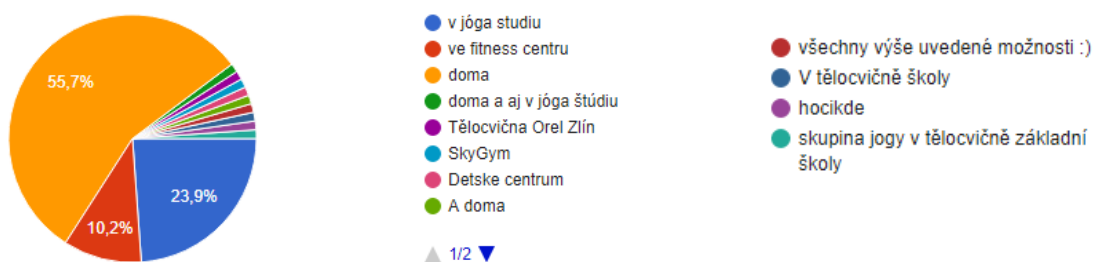 55,7%
10,2%
23,9%
v jóga studiu
ve fitness centru
doma
doma a aj v jóga štúdiu
Tělocvična Orel Zlín
SkyGym
Detske centrum
A doma
1/2
všechny výše uvedené možnosti :)
V tělocvičně školy
hocikde
skupina jogy v tělocvičně základní
školy